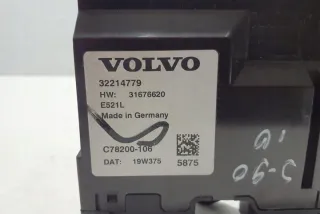 VOLVO
32214779
HW: 31676620
E521L
Made in Germany
C78200-106
DAT: 19W375 5875